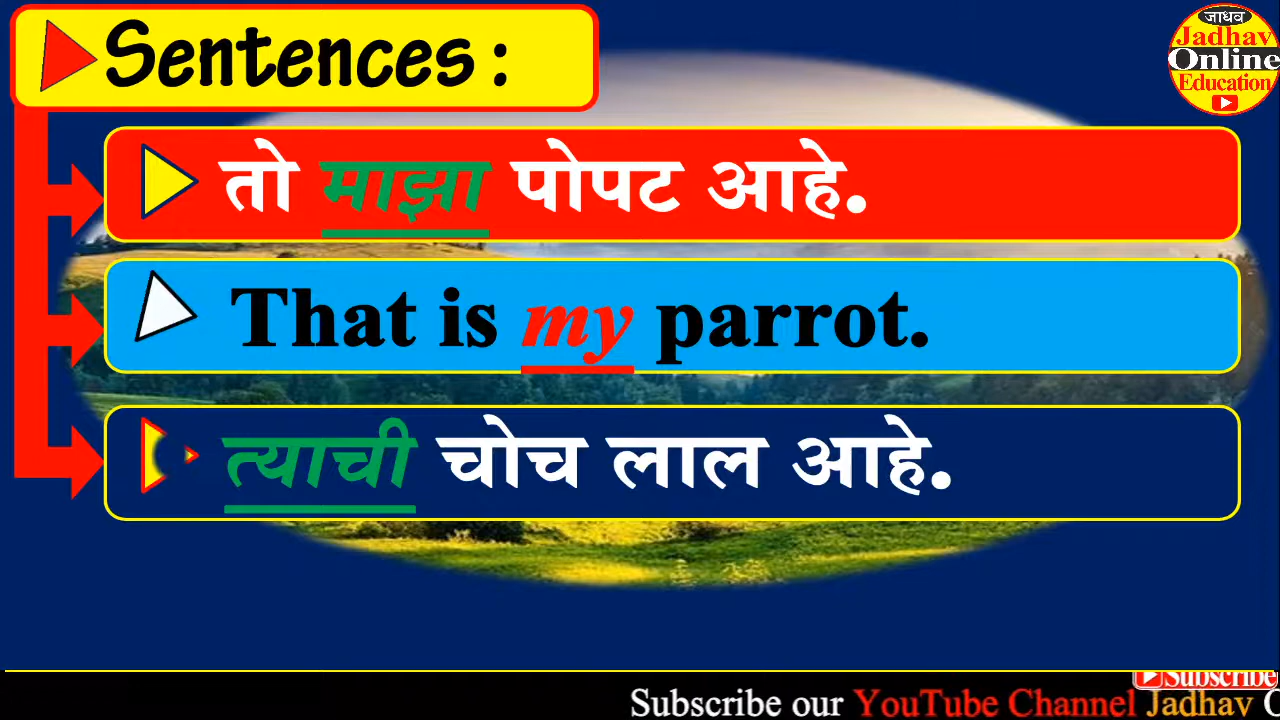 Sentences :
जाधव
Jadhav
Online
Education
तो माझा पोपट आहे.
That is my parrot.
त्याची चोच लाल आहे.
Subscribe
Subscribe our YouTube Channel Jadhav O